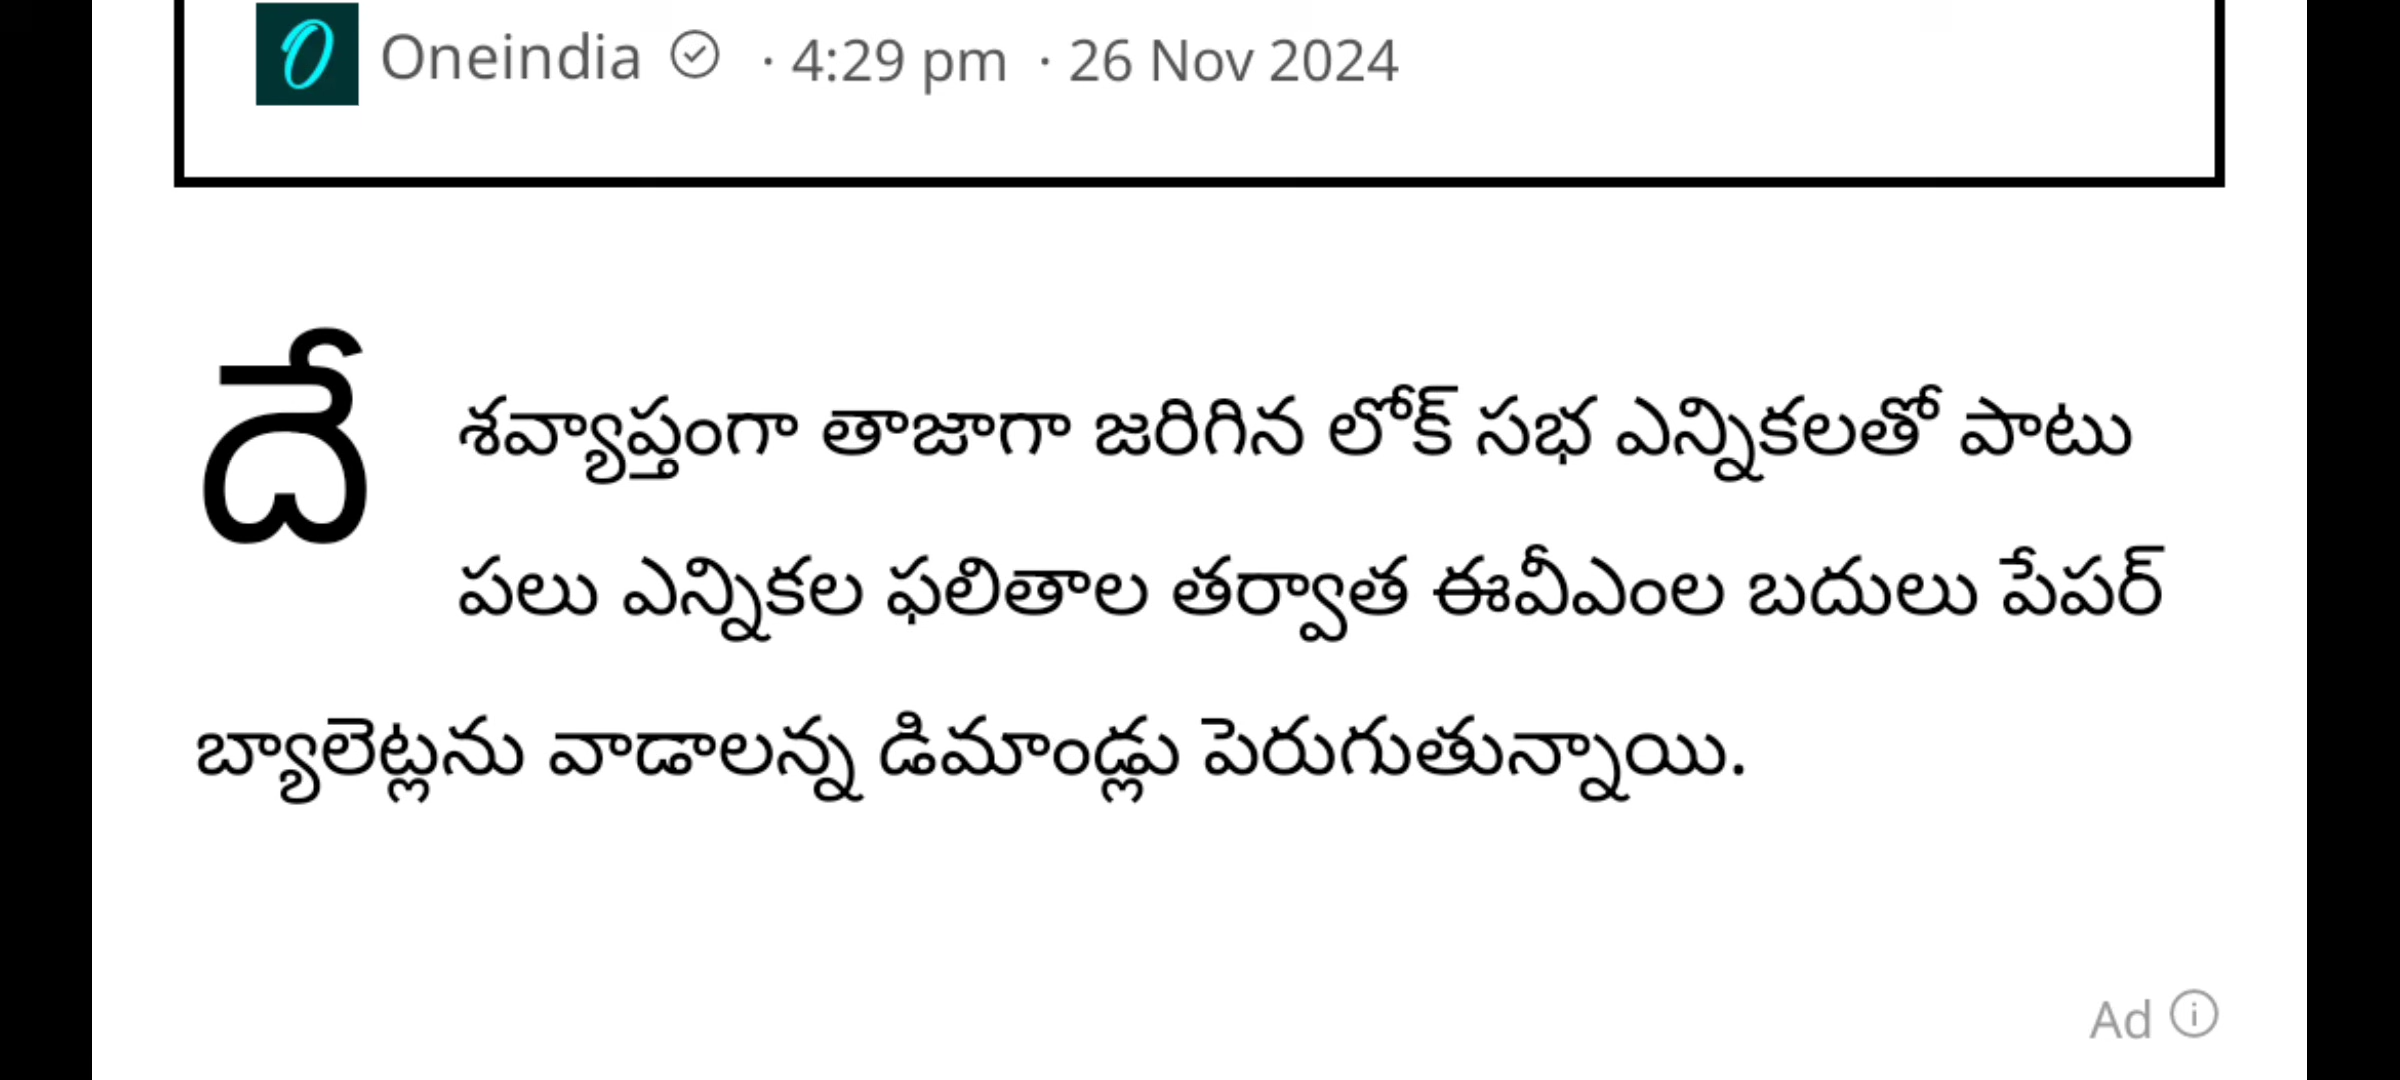 Oneindia · 4:29 pm · 26 Nov 2024
దేశవ్యాప్తంగా తాజాగా జరిగిన లోక్ సభ ఎన్నికలతో పాటు
పలు ఎన్నికల ఫలితాల తర్వాత ఈవీఎంల బదులు పేపర్
బ్యాలెట్లను వాడాలన్న డిమాండ్లు పెరుగుతున్నాయి.
Ad